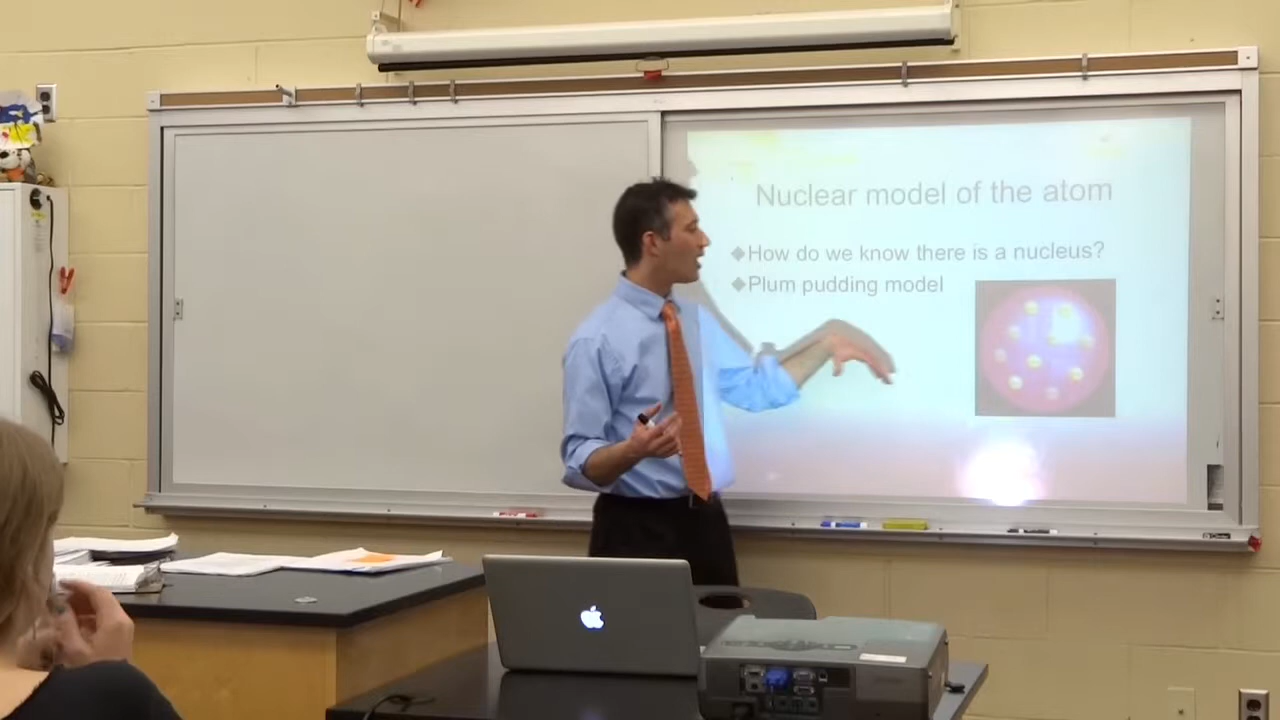 Nuclear model of the atom
◆How do we know there is a nucleus?
◆Plum pudding model